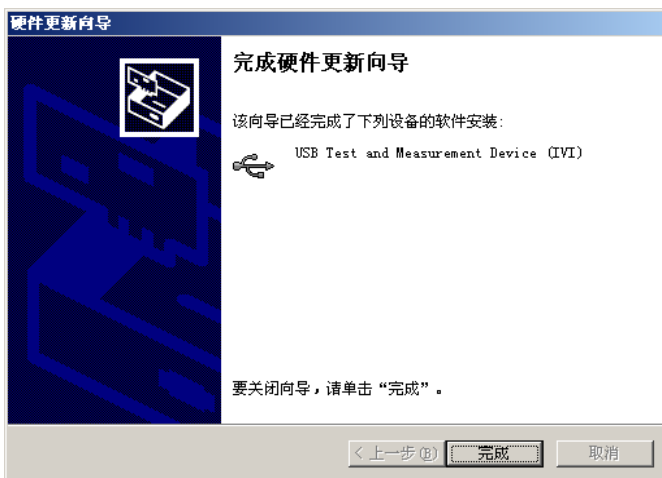 硬件更新向导
完成硬件更新向导
该向导已经完成了下列设备的软件安装:
USB Test and Measurement Device (IVI)
要关闭向导，请单击“完成”。
< 上一步(B)
完成
取消